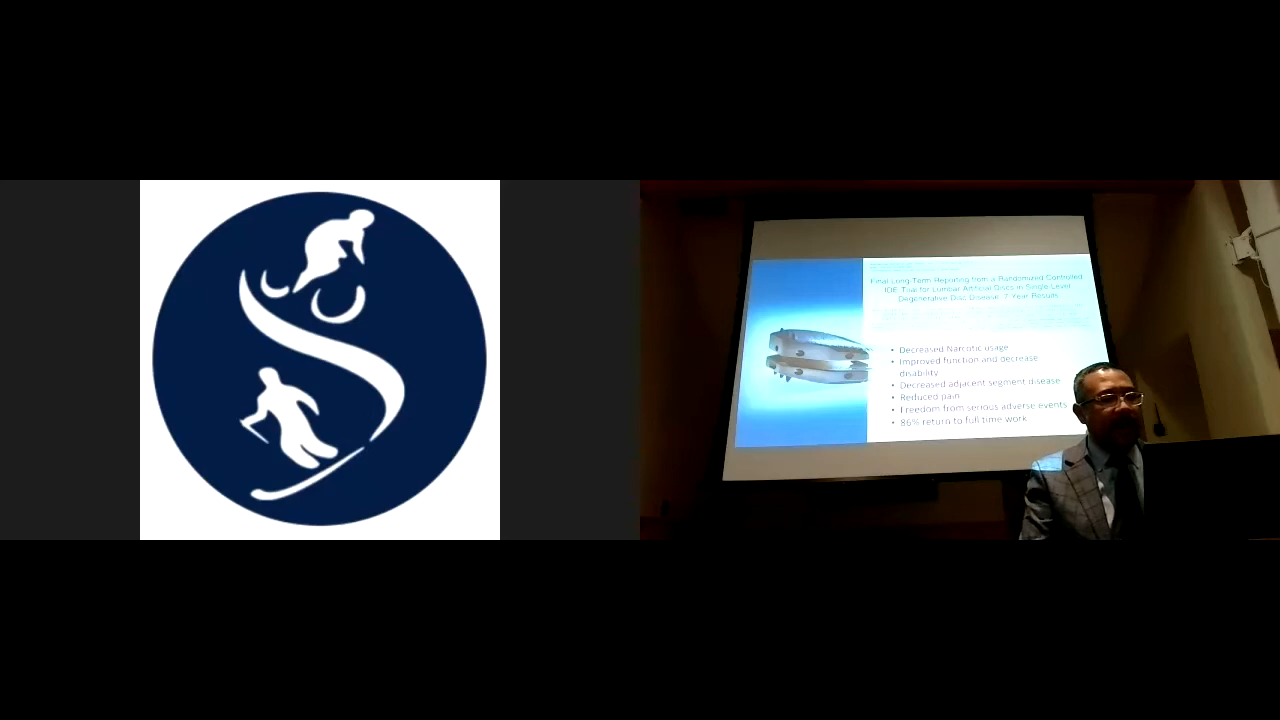 Final Long-Term Reporting from a Randomized Controlled
IDE Trial for Lumbar Artificial Discs in Single Level
Degenerative Disc Disease: 7-Year Results
• Decreased Narcotic usage
• Improved function and decrease
disability
• Decreased adjacent segment disease
• Reduced pain
• Freedom from serious adverse events
• 86% return to full time work